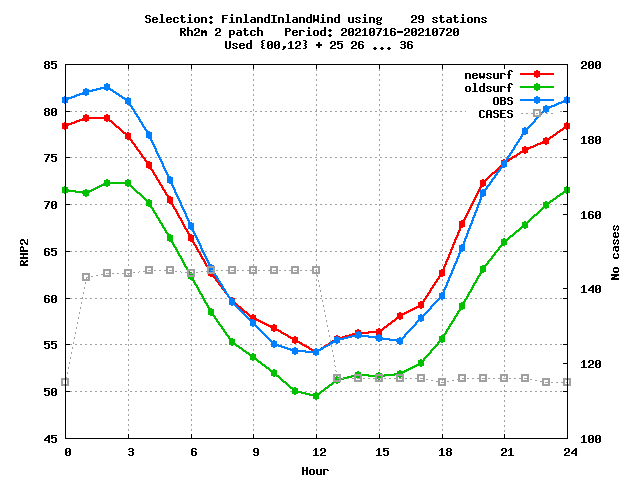 Selection: FinlandInlandWind using    29 stations
Rh2m 2 patch   Period: 20210716-20210720
Used {00,12} + 25 26 ... 36
85
80
75
70
65
60
55
50
45
200
180
160
140
120
100
newsurf
oldsurf
OBS
CASES
RHP2
No cases
0 3 6 9 12 15 18 21 24
Hour